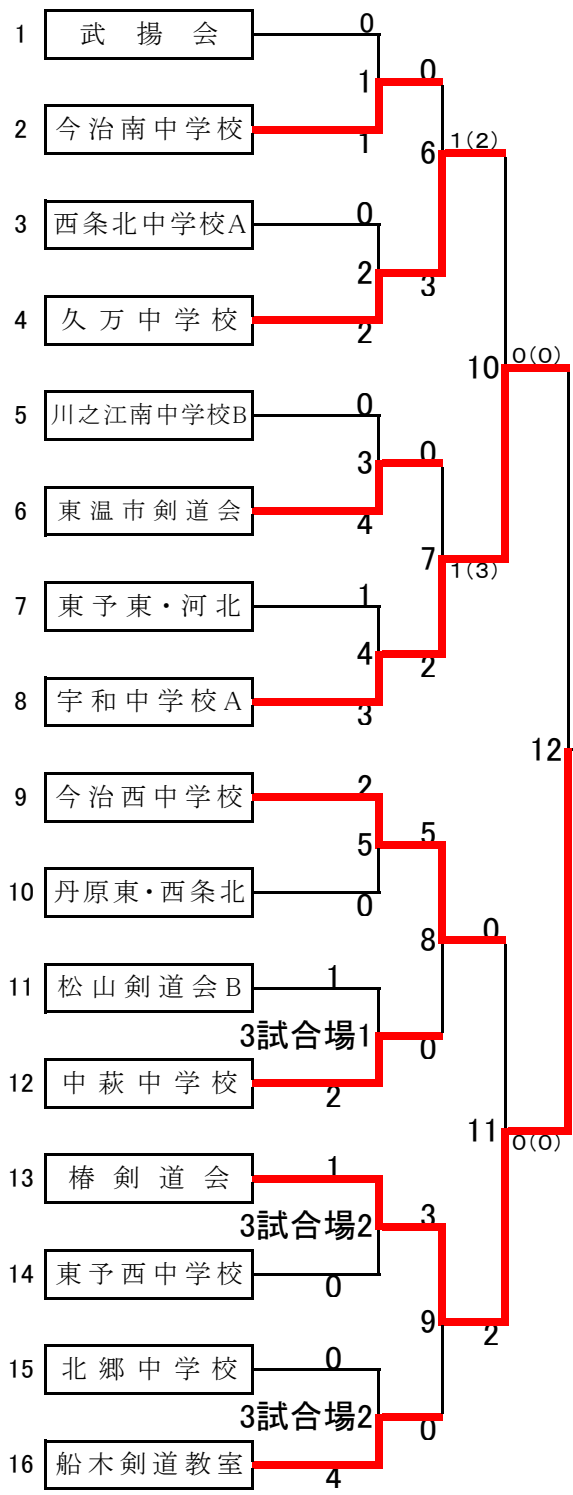 0
1 武揚会
1 0
2 今治南中学校
1
6 1(2)
3 西条北中学校A
0
2 3
4 久万中学校
2
10 0(0)
5 川之江南中学校B
0
3 0
6 東温市剣道会
4
7 1(3)
7 東予東・河北
1
4 2
8 宇和中学校A
3
12
9 今治西中学校
2
5 5
10 丹原東・西条北
0
8 0
11 松山剣道会B
1
3試合場1 0
12 中萩中学校
2
11 0(0)
13 椿剣道会
1
3試合場2 3
14 東予西中学校
0
9 2
15 北郷中学校
0
3試合場2 0
16 船木剣道教室
4